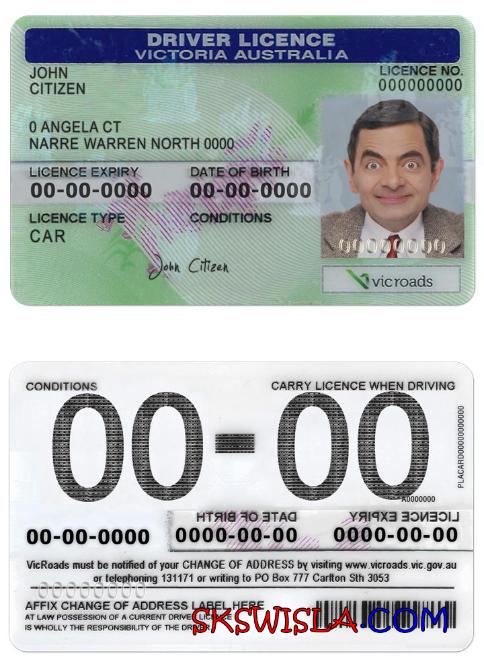 DRIVER LICENCE
VICTORIA AUSTRALIA
JOHN
CITIZEN
LICENCE NO.
000000000
0 ANGELA CT
NARRE WARREN NORTH 0000
LICENCE EXPIRY DATE OF BIRTH
00-00-0000 00-00-0000
LICENCE TYPE CONDITIONS
CAR
John Citizen
00000000
vicroads
CONDITIONS CARRY LICENCE WHEN DRIVING
00-00
PLACARD0000000000000
A0000000
DATE OF BIRTH LICENCE EXPIRY
00-00-0000 0000-00-00 0000-00-00
VicRoads must be notified of your CHANGE OF ADDRESS by visiting www.vicroads.vic.gov.au
or telephoning 131171 or writing to PO Box 777 Carlton Sth 3053
00000000
AFFIX CHANGE OF ADDRESS LABEL HERE
AT LAW POSSESSION OF A CURRENT DRIVER LICENCE
IS WHOLLY THE RESPONSIBILITY OF THE DRIVER
SKSWISLA.COM